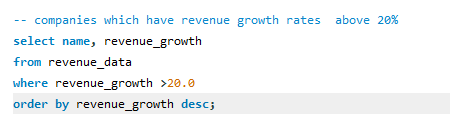 -- companies which have revenue growth rates  above 20%
select name, revenue_growth
from revenue_data
where revenue_growth >20.0
order by revenue_growth desc;